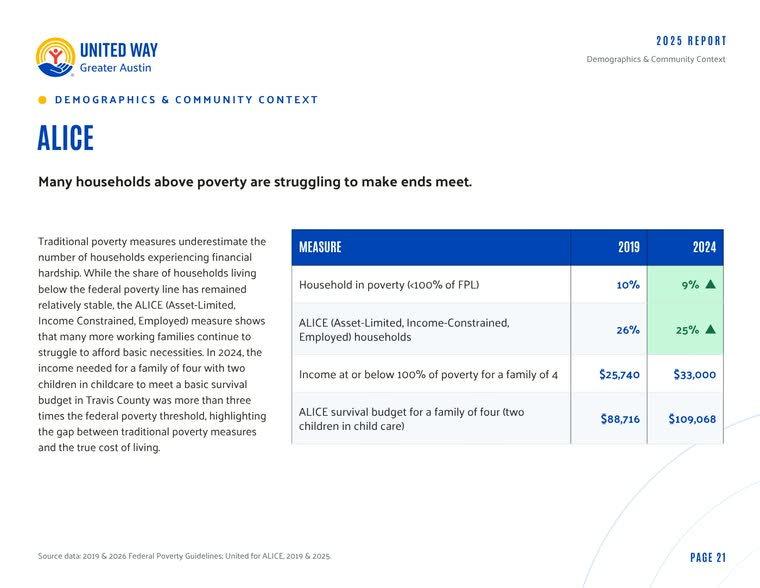 UNITED WAY
Greater Austin
2025 REPORT
Demographics & Community Context
DEMOGRAPHICS & COMMUNITY CONTEXT
ALICE
Many households above poverty are struggling to make ends meet.
Traditional poverty measures underestimate the
number of households experiencing financial
hardship. While the share of households living
below the federal poverty line has remained
relatively stable, the ALICE (Asset-Limited,
Income Constrained, Employed) measure shows
that many more working families continue to
struggle to afford basic necessities. In 2024, the
income needed for a family of four with two
children in childcare to meet a basic survival
budget in Travis County was more than three
times the federal poverty threshold, highlighting
the gap between traditional poverty measures
and the true cost of living.
MEASURE 2019 2024
Household in poverty (<100% of FPL) 10% 9% ▲
ALICE (Asset-Limited, Income-Constrained,
Employed) households 26% 25% ▲
Income at or below 100% of poverty for a family of 4 $25,740 $33,000
ALICE survival budget for a family of four (two
children in child care) $88,716 $109,068
Source data: 2019 & 2026 Federal Poverty Guidelines; United for ALICE, 2019 & 2025.
PAGE 21